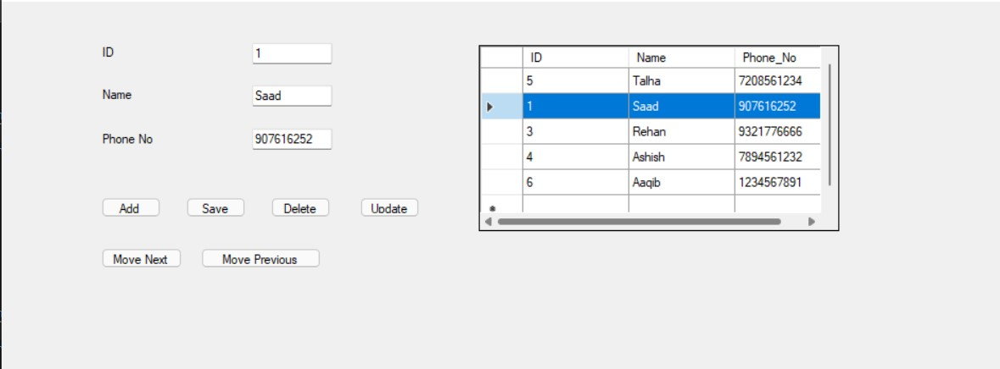 ID 1
Name Saad
Phone No 907616252
Add Save Delete Update
Move Next Move Previous
ID Name Phone_No
5 Talha 7208561234
1 Saad 907616252
3 Rehan 9321776666
4 Ashish 7894561232
6 Aaqib 1234567891